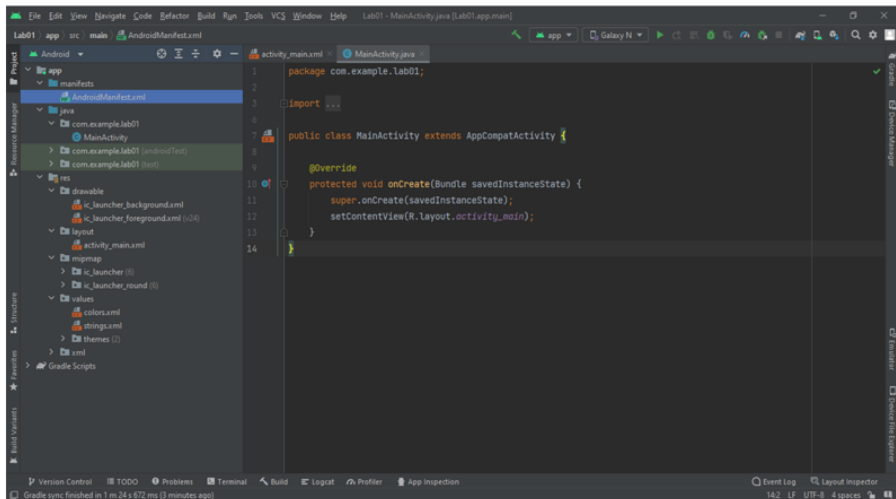 File Edit View Navigate Code Refactor Build Run Tools VCS Window Help Lab01 - MainActivity.java [Lab01.app.main]
Lab01 app src main AndroidManifest.xml
app Galaxy N
Android
activity_main.xml MainActivity.java
Project
Resource Manager
Structure
Favorites
Build Variants
app
manifests
AndroidManifest.xml
java
com.example.lab01
MainActivity
com.example.lab01 (androidTest)
com.example.lab01 (test)
res
drawable
ic_launcher_background.xml
ic_launcher_foreground.xml (v24)
layout
activity_main.xml
mipmap
ic_launcher (6)
ic_launcher_round (6)
values
colors.xml
strings.xml
themes (2)
xml
Gradle Scripts
1 package com.example.lab01;
2
3 import ...
6
7 public class MainActivity extends AppCompatActivity {
8
9 @Override
10 protected void onCreate(Bundle savedInstanceState) {
11 super.onCreate(savedInstanceState);
12 setContentView(R.layout.activity_main);
13 }
14 }
Gradle
Device Manager
Emulator
Device File Explorer
Version Control TODO Problems Terminal Build Logcat Profiler App Inspection Event Log Layout Inspector
Gradle sync finished in 1 m 24 s 672 ms (3 minutes ago) 14:2 LF UTF-8 4 spaces